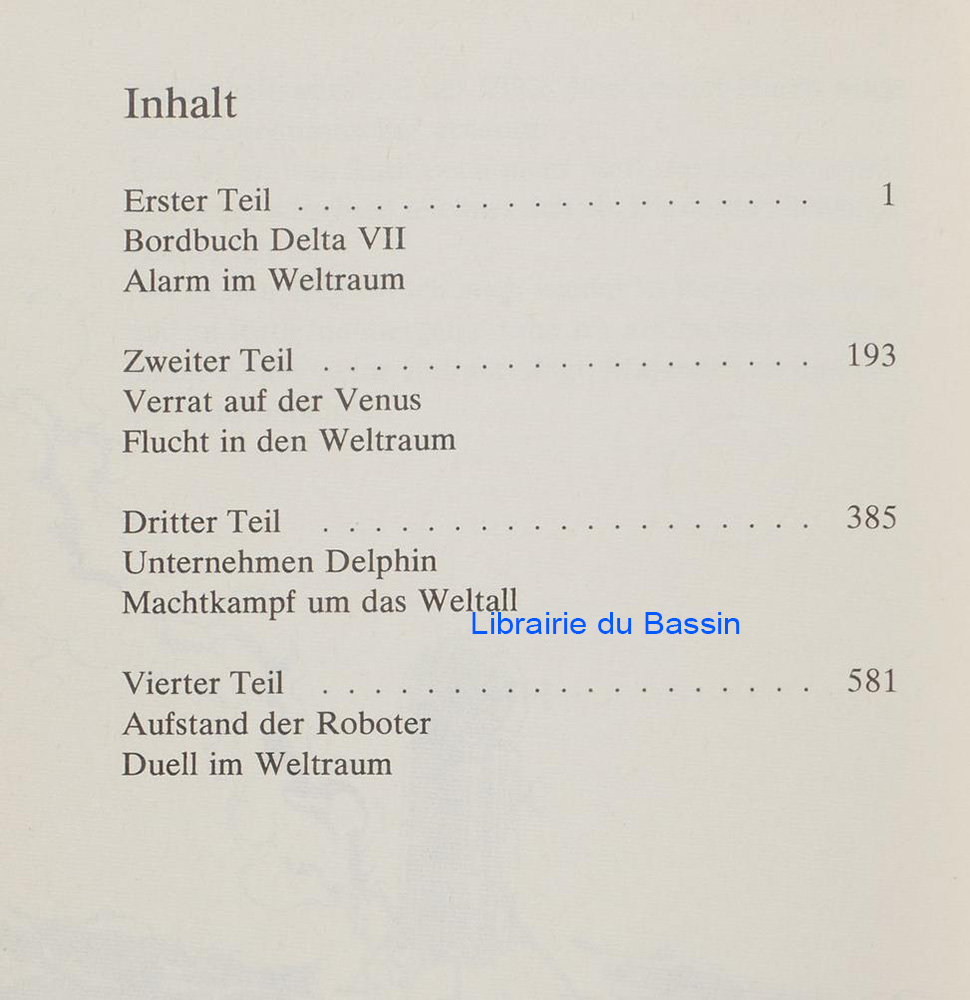 Inhalt
Erster Teil . . . . . . . . . . . . . . . . . . . . 1
Bordbuch Delta VII
Alarm im Weltraum
Zweiter Teil . . . . . . . . . . . . . . . . . . . 193
Verrat auf der Venus
Flucht in den Weltraum
Dritter Teil . . . . . . . . . . . . . . . . . . . 385
Unternehmen Delphin
Machtkampf um das Weltall
Librairie du Bassin
Vierter Teil . . . . . . . . . . . . . . . . . . . 581
Aufstand der Roboter
Duell im Weltraum